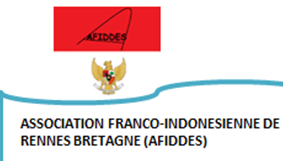 AFIDDES
ASSOCIATION FRANCO-INDONESIENNE DE
RENNES BRETAGNE (AFIDDES)